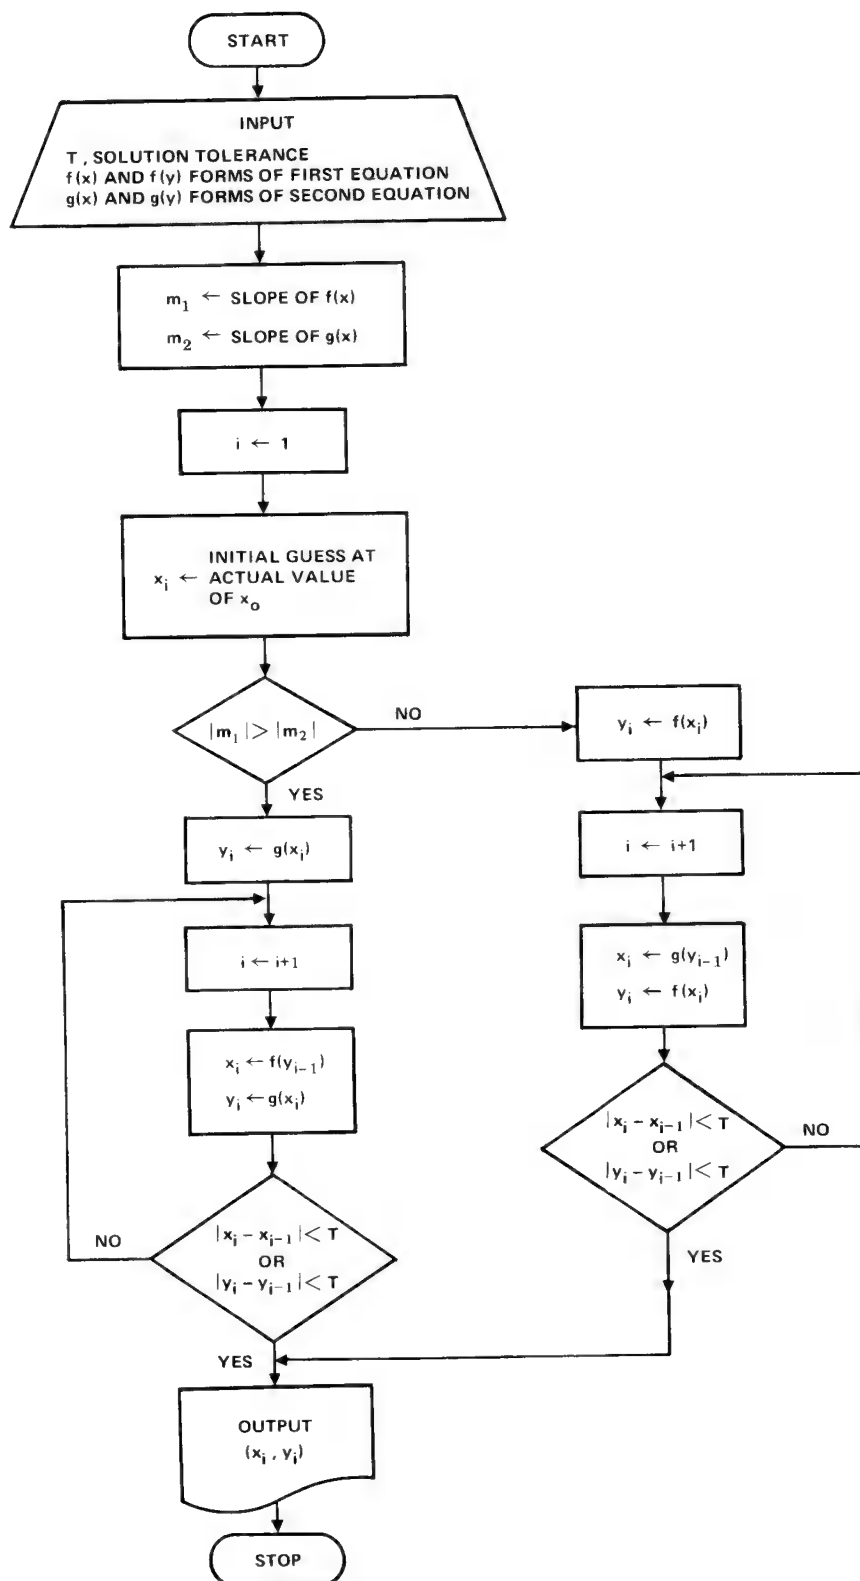 START
INPUT
T, SOLUTION TOLERANCE
f(x) AND f(y) FORMS OF FIRST EQUATION
g(x) AND g(y) FORMS OF SECOND EQUATION
m₁ ← SLOPE OF f(x)
m₂ ← SLOPE OF g(x)
i ← 1
INITIAL GUESS AT
xᵢ ← ACTUAL VALUE
OF xₒ
|m₁| > |m₂|
NO
YES
yᵢ ← g(xᵢ)
i ← i+1
xᵢ ← f(yᵢ₋₁)
yᵢ ← g(xᵢ)
|xᵢ − xᵢ₋₁| < T
OR
|yᵢ − yᵢ₋₁| < T
NO
YES
yᵢ ← f(xᵢ)
i ← i+1
xᵢ ← g(yᵢ₋₁)
yᵢ ← f(xᵢ)
|xᵢ − xᵢ₋₁| < T
OR
|yᵢ − yᵢ₋₁| < T
NO
YES
OUTPUT
(xᵢ, yᵢ)
STOP